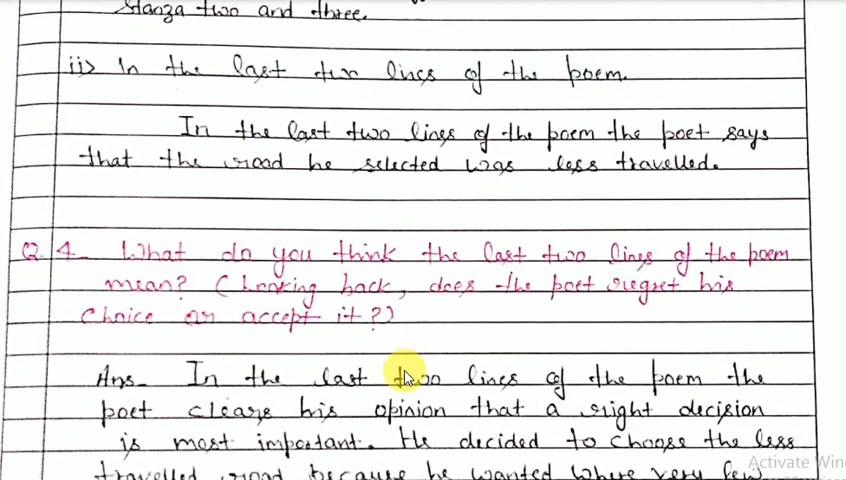 Stanza two and three.
ii> In the last two lines of the poem.
In the last two lines of the poem the poet says
that the road he selected was less travelled.
Q.4- What do you think the last two lines of the poem
mean? (Looking back, does the poet regret his
choice or accept it?)
Ans- In the last two lines of the poem the
poet clears his opinion that a right decision
is most important. He decided to choose the less
Activate Win
travelled road because he wanted where very few